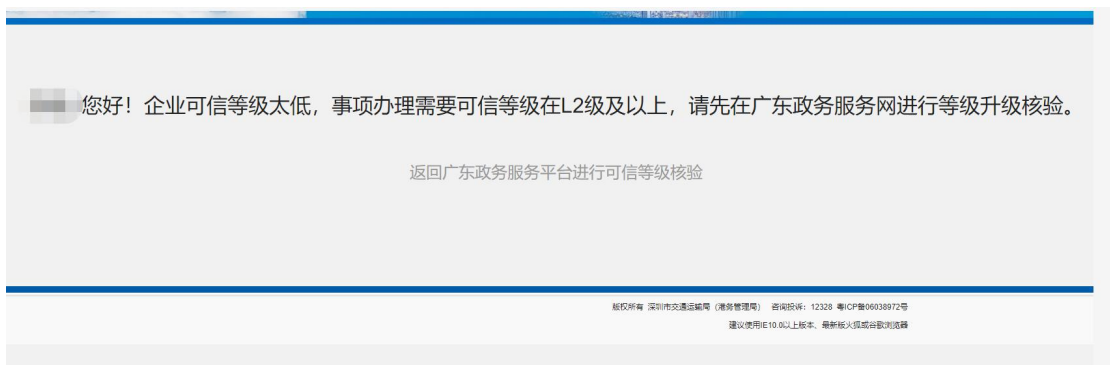 您好！企业可信等级太低，事项办理需要可信等级在L2级及以上，请先在广东政务服务网进行等级升级核验。
返回广东政务服务平台进行可信等级核验
版权所有 深圳市交通运输局（港务管理局） 咨询投诉：12328 粤ICP备06038972号
建议使用IE10.0以上版本、最新版火狐或谷歌浏览器